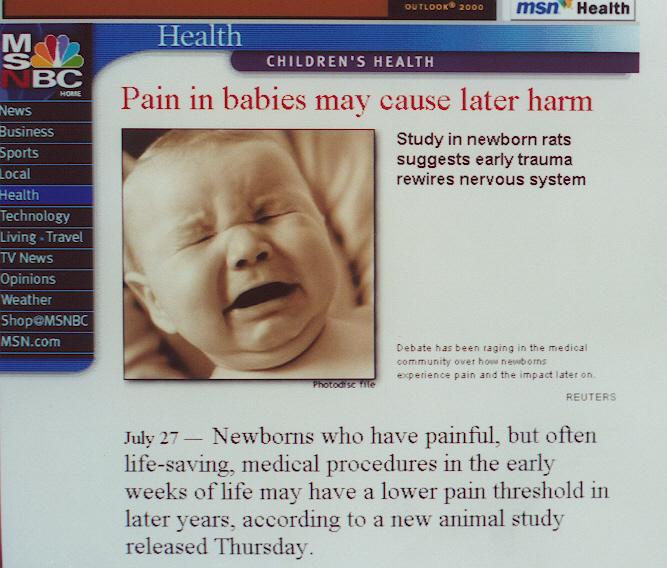 OUTLOOK® 2000
msn Health
MSNBC
HOME
Health
CHILDREN'S HEALTH
News
Business
Sports
Local
Health
Technology
Living - Travel
TV News
Opinions
Weather
Shop@MSNBC
MSN.com
Pain in babies may cause later harm
Study in newborn rats
suggests early trauma
rewires nervous system
Debate has been raging in the medical
community over how newborns
experience pain and the impact later on.
Photodisc file
REUTERS
July 27 — Newborns who have painful, but often
life-saving, medical procedures in the early
weeks of life may have a lower pain threshold in
later years, according to a new animal study
released Thursday.